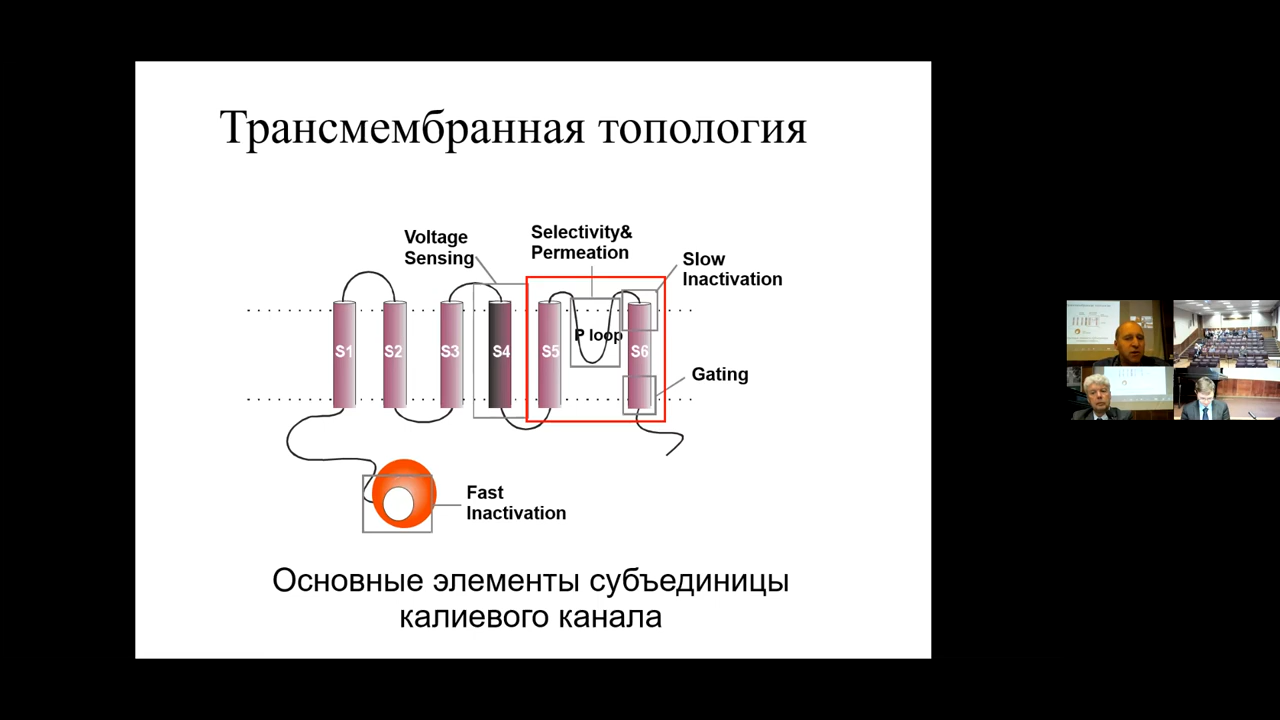 Трансмембранная топология
Voltage
Sensing
Selectivity&
Permeation
Slow
Inactivation
P loop
S1
S2
S3
S4
S5
S6
Gating
Fast
Inactivation
Основные элементы субъединицы
калиевого канала